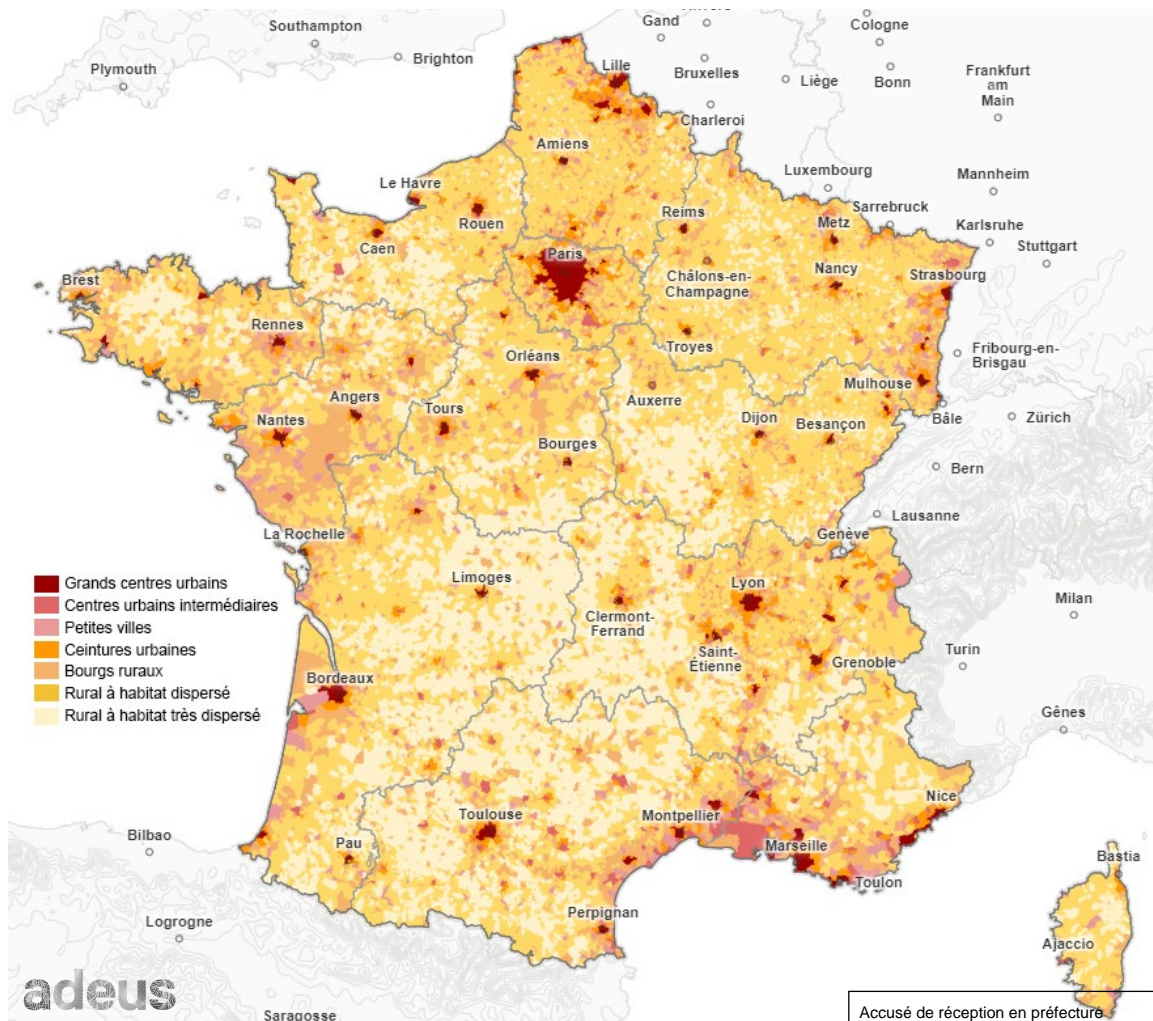 Southampton
Brighton
Plymouth
Gand
Bruxelles
Liège
Cologne
Bonn
Frankfurt
am
Main
Lille
Charleroi
Amiens
Luxembourg
Mannheim
Le Havre
Rouen
Reims
Sarrebruck
Karlsruhe
Caen
Metz
Stuttgart
Paris
Châlons-en-
Champagne
Nancy
Strasbourg
Brest
Rennes
Troyes
Fribourg-en-
Brisgau
Orléans
Angers
Tours
Auxerre
Mulhouse
Nantes
Dijon
Besançon
Bâle
Zürich
Bourges
Bern
Lausanne
La Rochelle
Genève
Grands centres urbains
Centres urbains intermédiaires
Petites villes
Ceintures urbaines
Bourgs ruraux
Rural à habitat dispersé
Rural à habitat très dispersé
Limoges
Lyon
Clermont-
Ferrand
Milan
Saint-
Étienne
Grenoble
Turin
Bordeaux
Gênes
Nice
Toulouse
Montpellier
Bilbao
Pau
Marseille
Toulon
Bastia
Perpignan
Logrogne
Ajaccio
adeus
Saragosse
Accusé de réception en préfecture